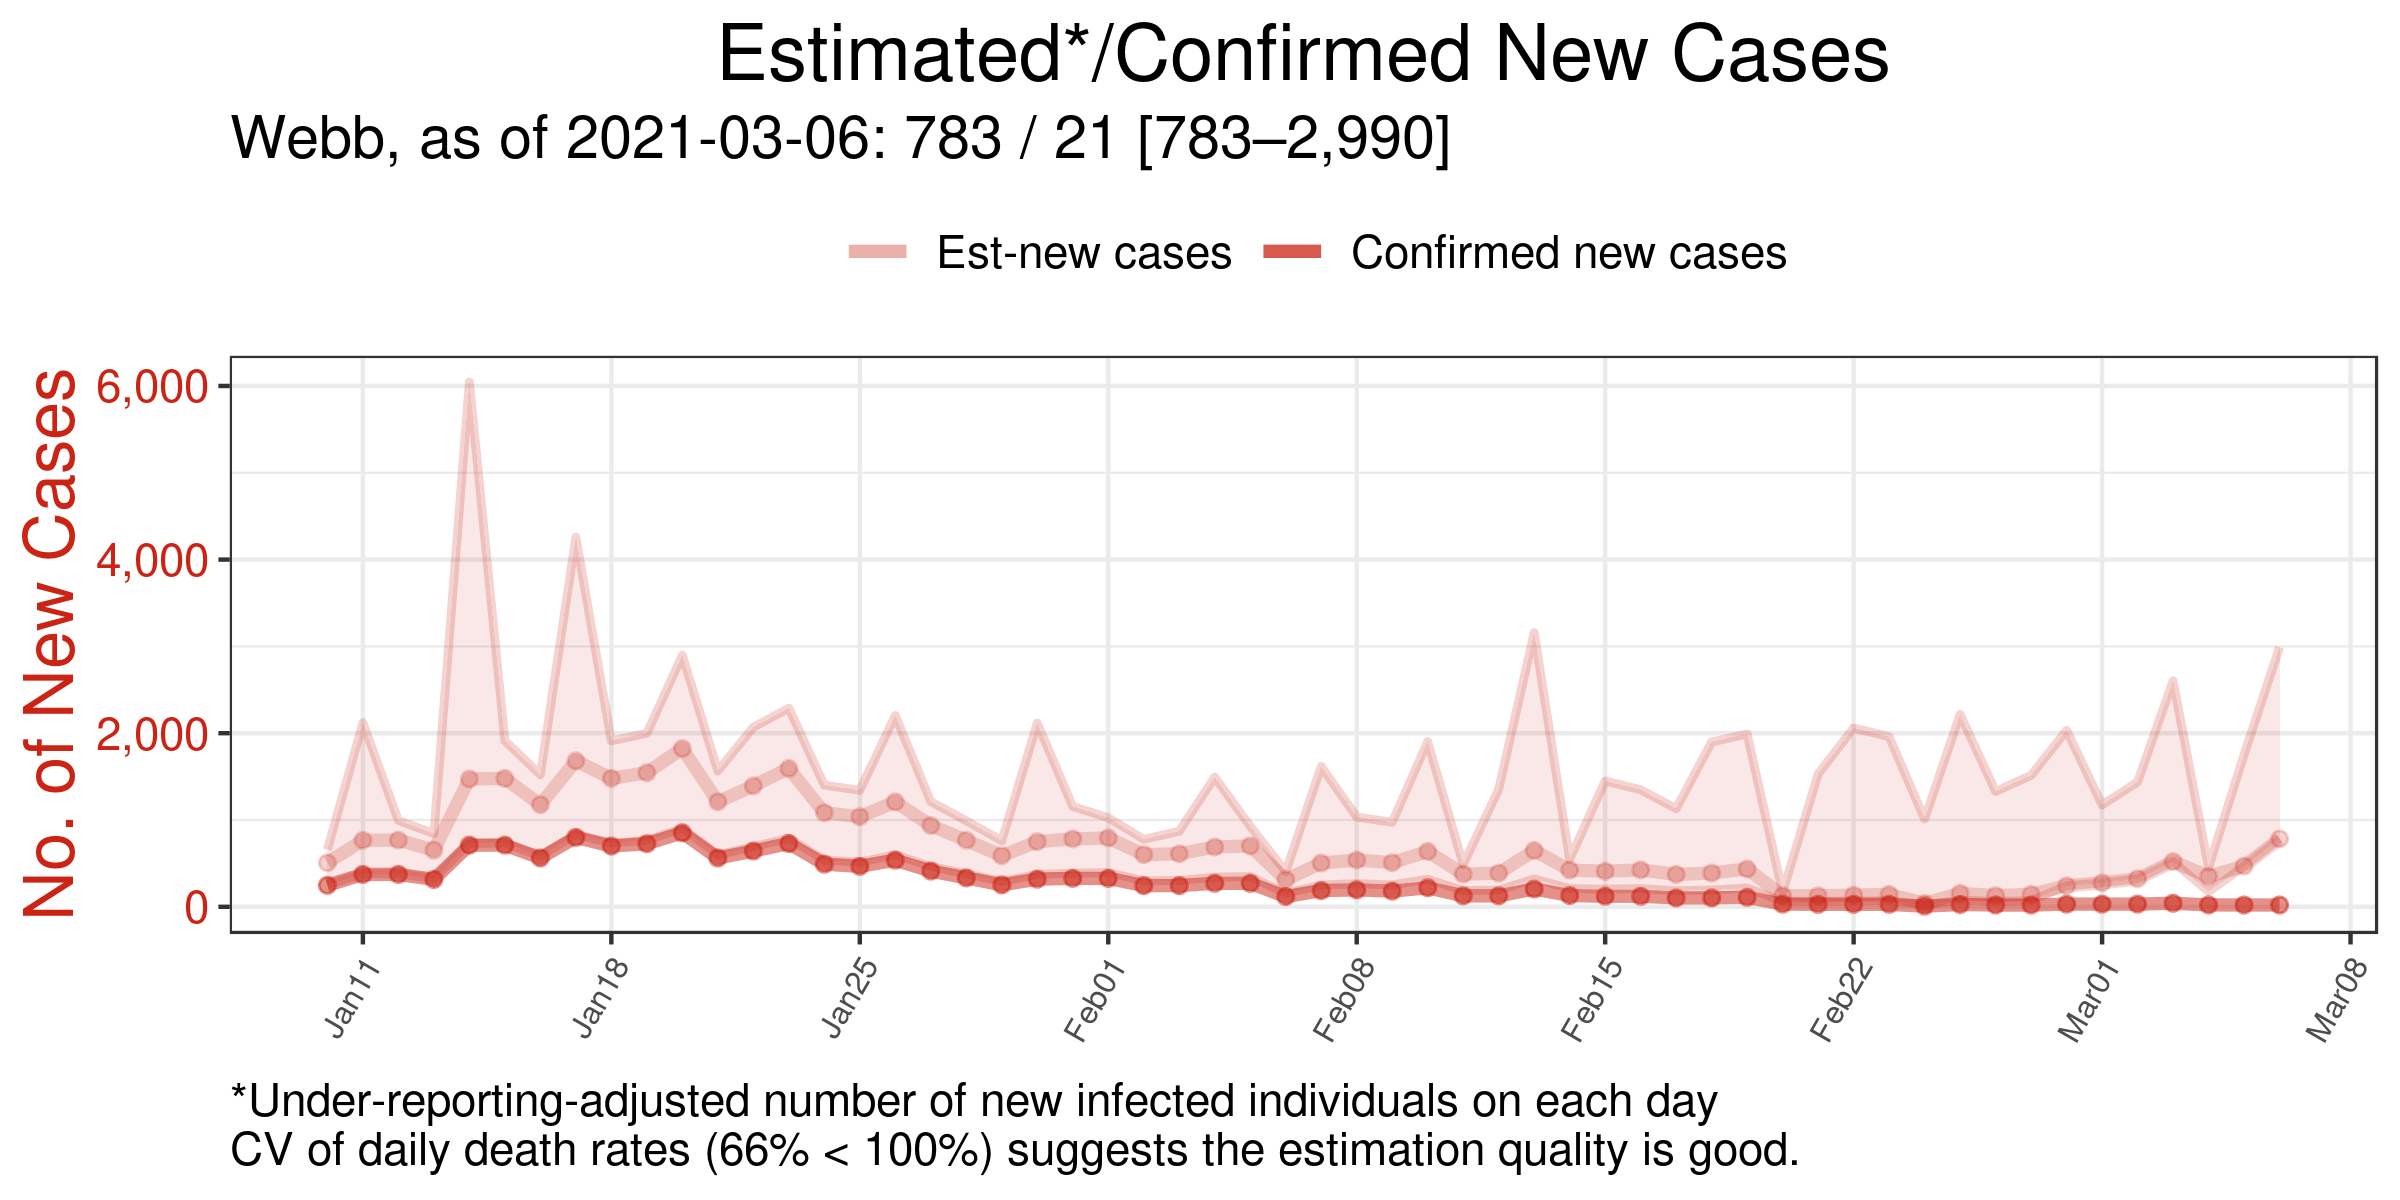 Estimated*/Confirmed New Cases
Webb, as of 2021-03-06: 783 / 21 [783–2,990]
Est-new cases
Confirmed new cases
No. of New Cases
6,000
4,000
2,000
0
Jan11
Jan18
Jan25
Feb01
Feb08
Feb15
Feb22
Mar01
Mar08
*Under-reporting-adjusted number of new infected individuals on each day
CV of daily death rates (66% < 100%) suggests the estimation quality is good.